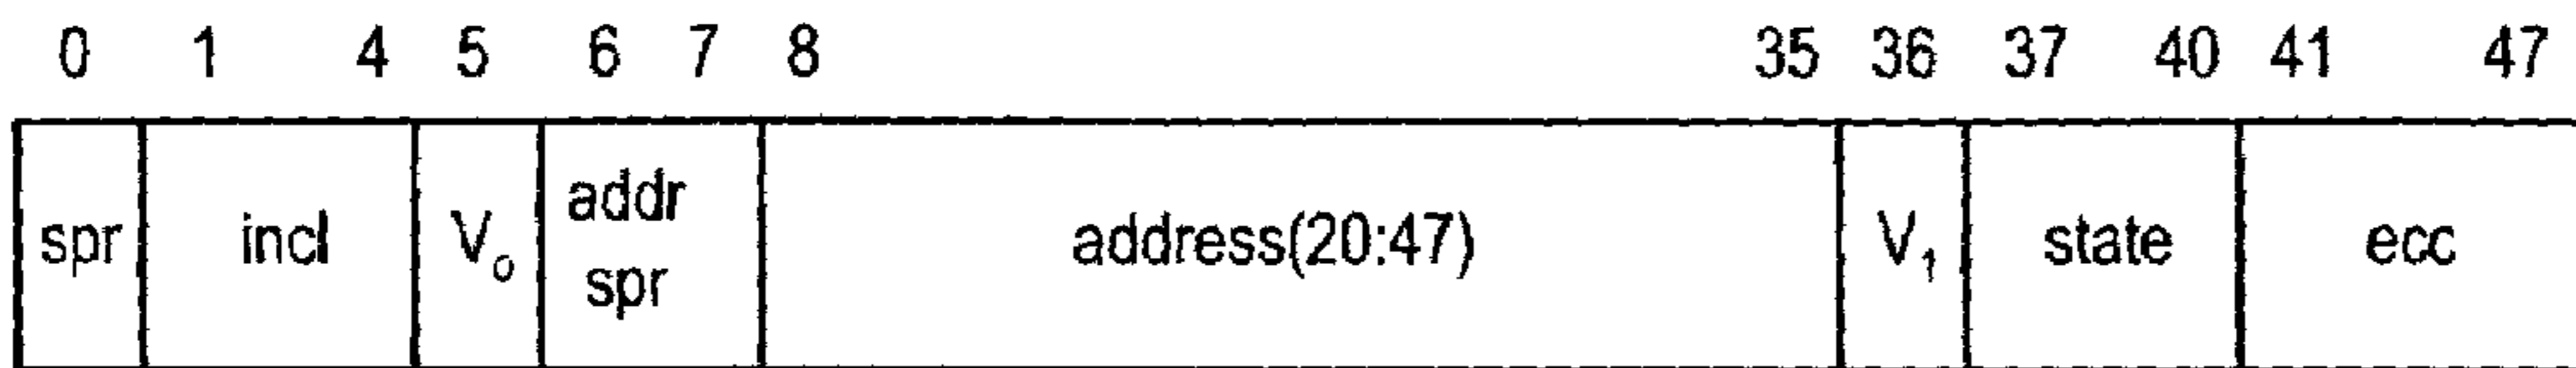 0 1 4 5 6 7 8 35 36 37 40 41 47
spr incl V₀ addr spr address(20:47) V₁ state ecc